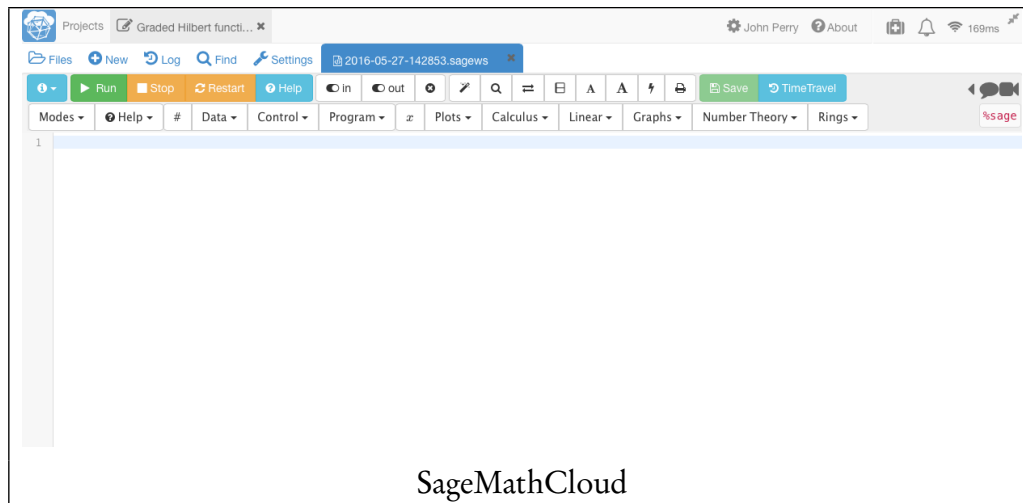 Projects Graded Hilbert functi... John Perry About 169ms
Files New Log Find Settings 2016-05-27-142853.sagews
Run Stop Restart Help in out A A Save TimeTravel
Modes Help # Data Control Program x Plots Calculus Linear Graphs Number Theory Rings %sage
1
SageMathCloud